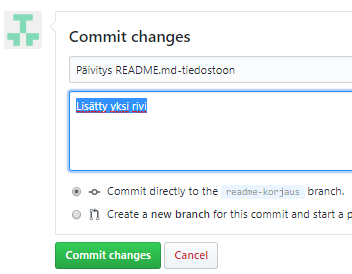 Commit changes
Päivitys README.md-tiedostoon
Lisätty yksi rivi
Commit directly to the readme-korjaus branch.
Create a new branch for this commit and start a
Commit changes
Cancel